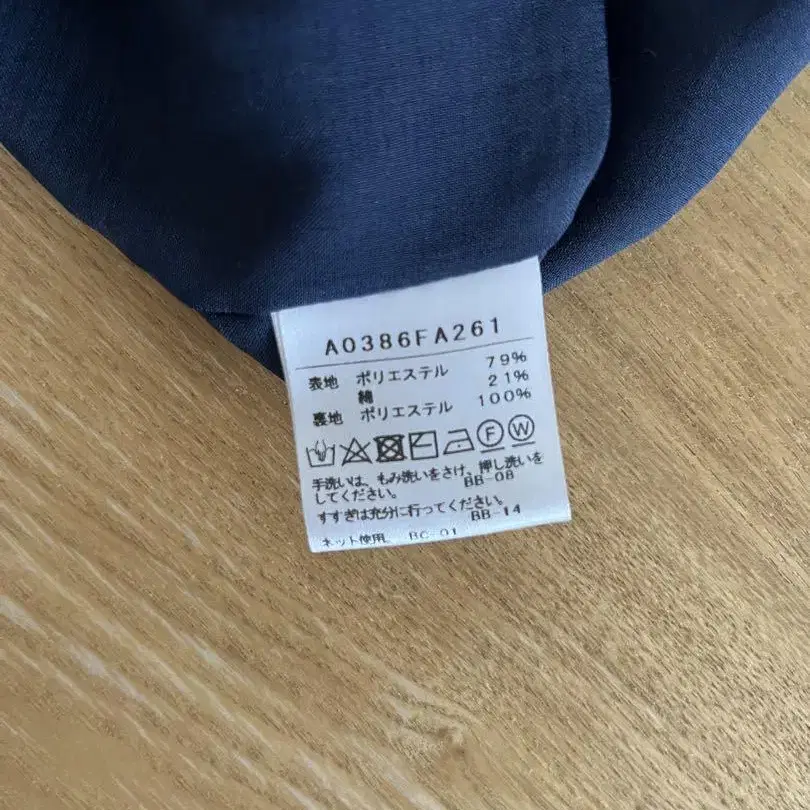 A0386FA261
表地 ポリエステル 79%
綿 21%
裏地 ポリエステル 100%
F W
手洗いは、もみ洗いをさけ、押し洗いを
してください。 BB-08
すすぎは充分に行ってください。
BB-14
ネット使用。 BC-01